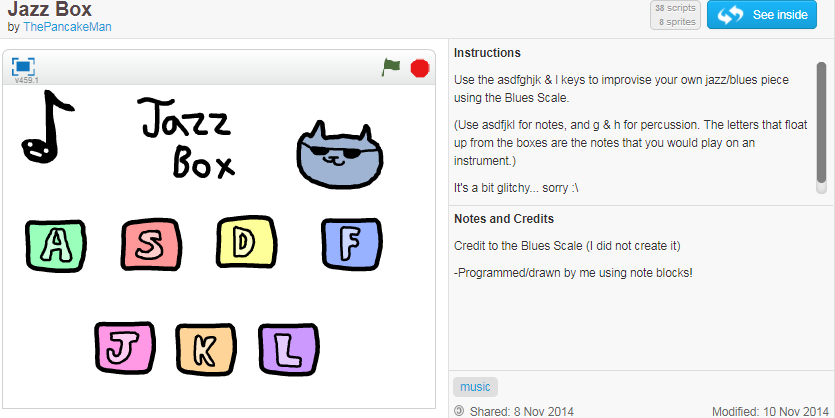 Jazz Box
by ThePancakeMan
38 scripts
8 sprites
See inside
v459.1
Jazz
Box
A S D F
J K L
Instructions
Use the asdfghjk & l keys to improvise your own jazz/blues piece
using the Blues Scale.
(Use asdfjkl for notes, and g & h for percussion. The letters that float
up from the boxes are the notes that you would play on an
instrument.)
It's a bit glitchy... sorry :\
Notes and Credits
Credit to the Blues Scale (I did not create it)
-Programmed/drawn by me using note blocks!
music
Shared: 8 Nov 2014 Modified: 10 Nov 2014